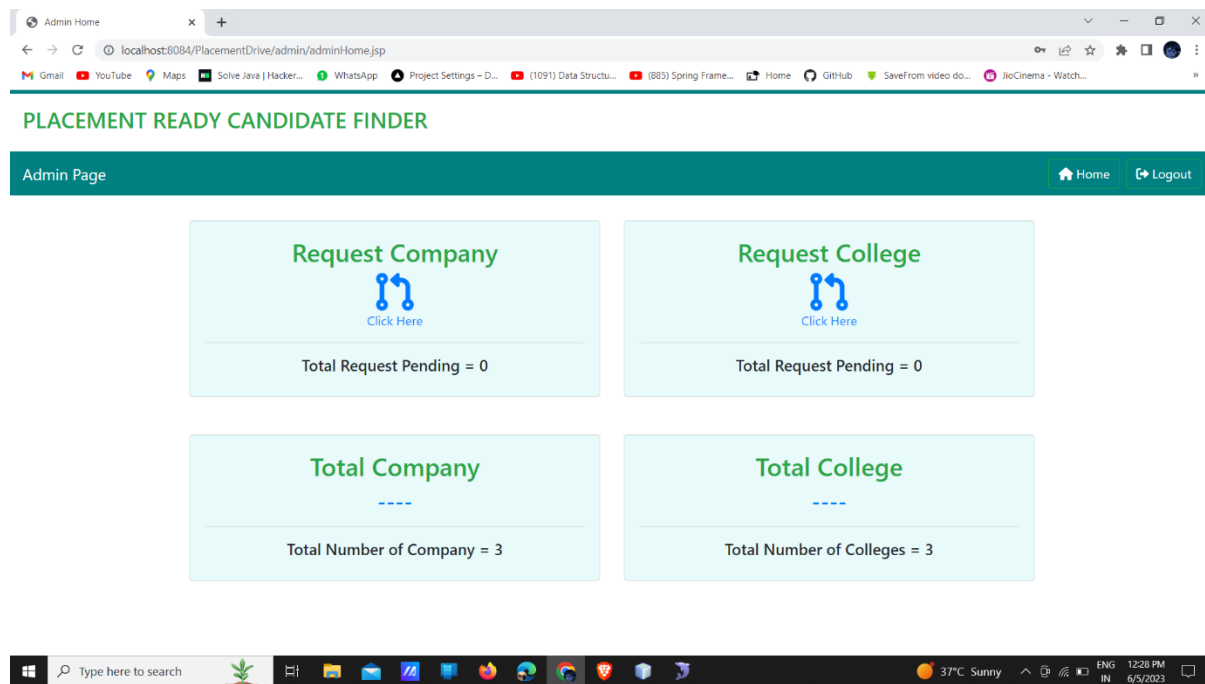 Admin Home
localhost:8084/PlacementDrive/admin/adminHome.jsp
Gmail YouTube Maps Solve Java | Hacker... WhatsApp Project Settings – D... (1091) Data Structu... (885) Spring Frame... Home GitHub SaveFrom video do... JioCinema - Watch... »
PLACEMENT READY CANDIDATE FINDER
Admin Page Home Logout
Request Company Request College
Click Here Click Here
Total Request Pending = 0 Total Request Pending = 0
Total Company Total College
---- ----
Total Number of Company = 3 Total Number of Colleges = 3
Type here to search 37°C Sunny ENG 12:28 PM
IN 6/5/2023